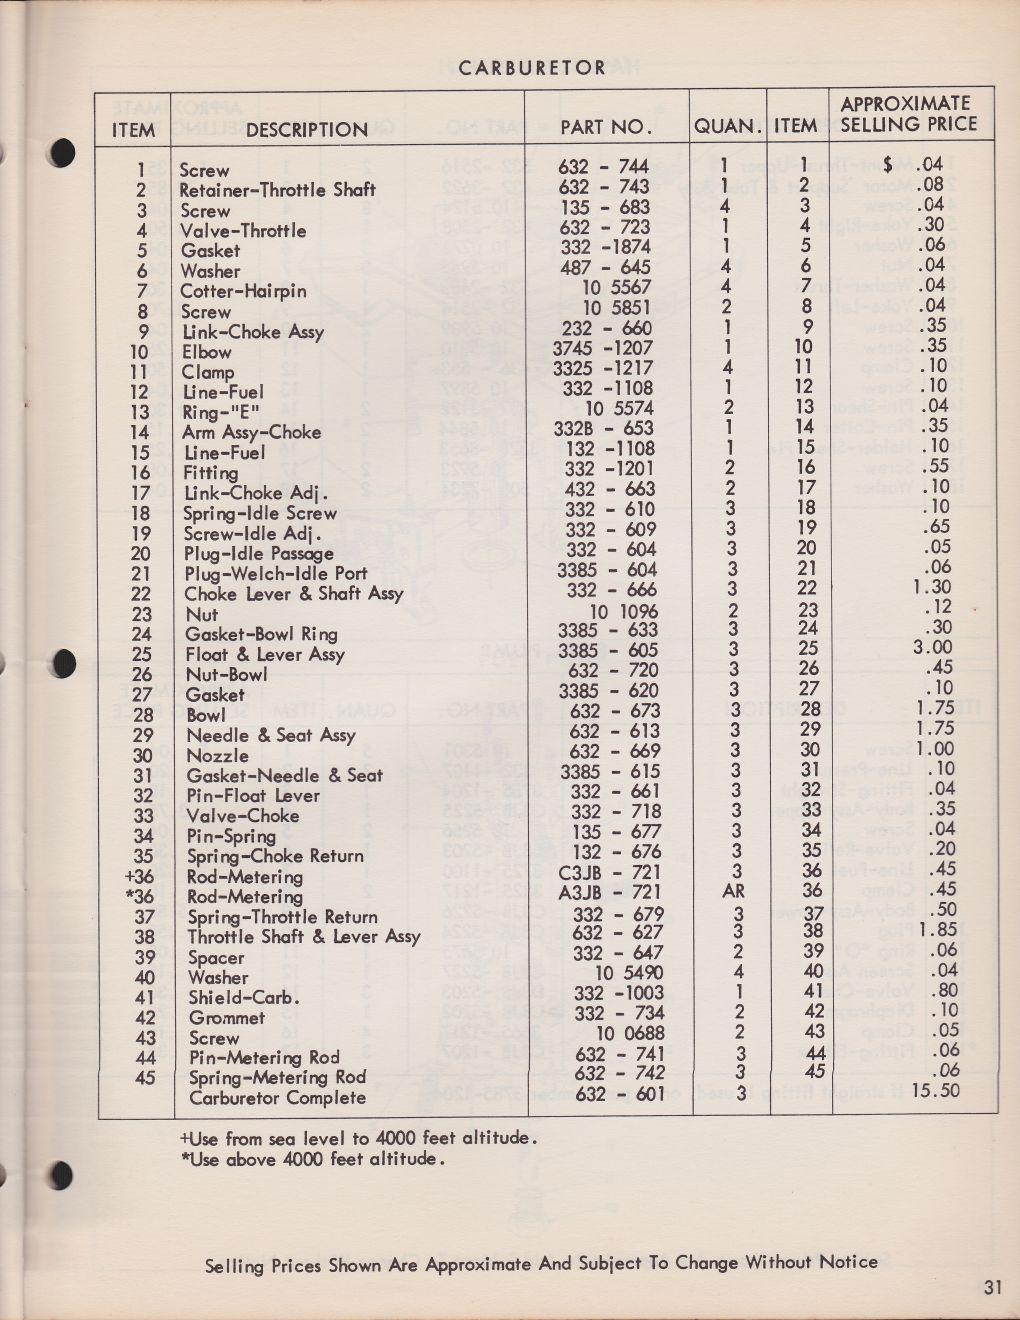 CARBURETOR
ITEM DESCRIPTION PART NO. QUAN. ITEM APPROXIMATE SELLING PRICE
1 Screw 632 - 744 1 1 $ .04
2 Retainer-Throttle Shaft 632 - 743 1 2 .08
3 Screw 135 - 683 4 3 .04
4 Valve-Throttle 632 - 723 1 4 .30
5 Gasket 332 -1874 1 5 .06
6 Washer 487 - 645 4 6 .04
7 Cotter-Hairpin 10 5567 4 7 .04
8 Screw 10 5851 2 8 .04
9 Link-Choke Assy 232 - 660 1 9 .35
10 Elbow 3745 -1207 1 10 .35
11 Clamp 3325 -1217 4 11 .10
12 Line-Fuel 332 -1108 1 12 .10
13 Ring-"E" 10 5574 2 13 .04
14 Arm Assy-Choke 332B - 653 1 14 .35
15 Line-Fuel 132 -1108 1 15 .10
16 Fitting 332 -1201 2 16 .55
17 Link-Choke Adj. 432 - 663 2 17 .10
18 Spring-Idle Screw 332 - 610 3 18 .10
19 Screw-Idle Adj. 332 - 609 3 19 .65
20 Plug-Idle Passage 332 - 604 3 20 .05
21 Plug-Welch-Idle Port 3385 - 604 3 21 .06
22 Choke Lever & Shaft Assy 332 - 666 3 22 1.30
23 Nut 10 1096 2 23 .12
24 Gasket-Bowl Ring 3385 - 633 3 24 .30
25 Float & Lever Assy 3385 - 605 3 25 3.00
26 Nut-Bowl 632 - 720 3 26 .45
27 Gasket 3385 - 620 3 27 .10
28 Bowl 632 - 673 3 28 1.75
29 Needle & Seat Assy 632 - 613 3 29 1.75
30 Nozzle 632 - 669 3 30 1.00
31 Gasket-Needle & Seat 3385 - 615 3 31 .10
32 Pin-Float Lever 332 - 661 3 32 .04
33 Valve-Choke 332 - 718 3 33 .35
34 Pin-Spring 135 - 677 3 34 .04
35 Spring-Choke Return 132 - 676 3 35 .20
+36 Rod-Metering C3JB - 721 3 36 .45
*36 Rod-Metering A3JB - 721 AR 36 .45
37 Spring-Throttle Return 332 - 679 3 37 .50
38 Throttle Shaft & Lever Assy 632 - 627 3 38 1.85
39 Spacer 332 - 647 2 39 .06
40 Washer 10 5490 4 40 .04
41 Shield-Carb. 332 -1003 1 41 .80
42 Grommet 332 - 734 2 42 .10
43 Screw 10 0688 2 43 .05
44 Pin-Metering Rod 632 - 741 3 44 .06
45 Spring-Metering Rod 632 - 742 3 45 .06
Carburetor Complete 632 - 601 3 15.50
+Use from sea level to 4000 feet altitude.
*Use above 4000 feet altitude.
Selling Prices Shown Are Approximate And Subject To Change Without Notice
31